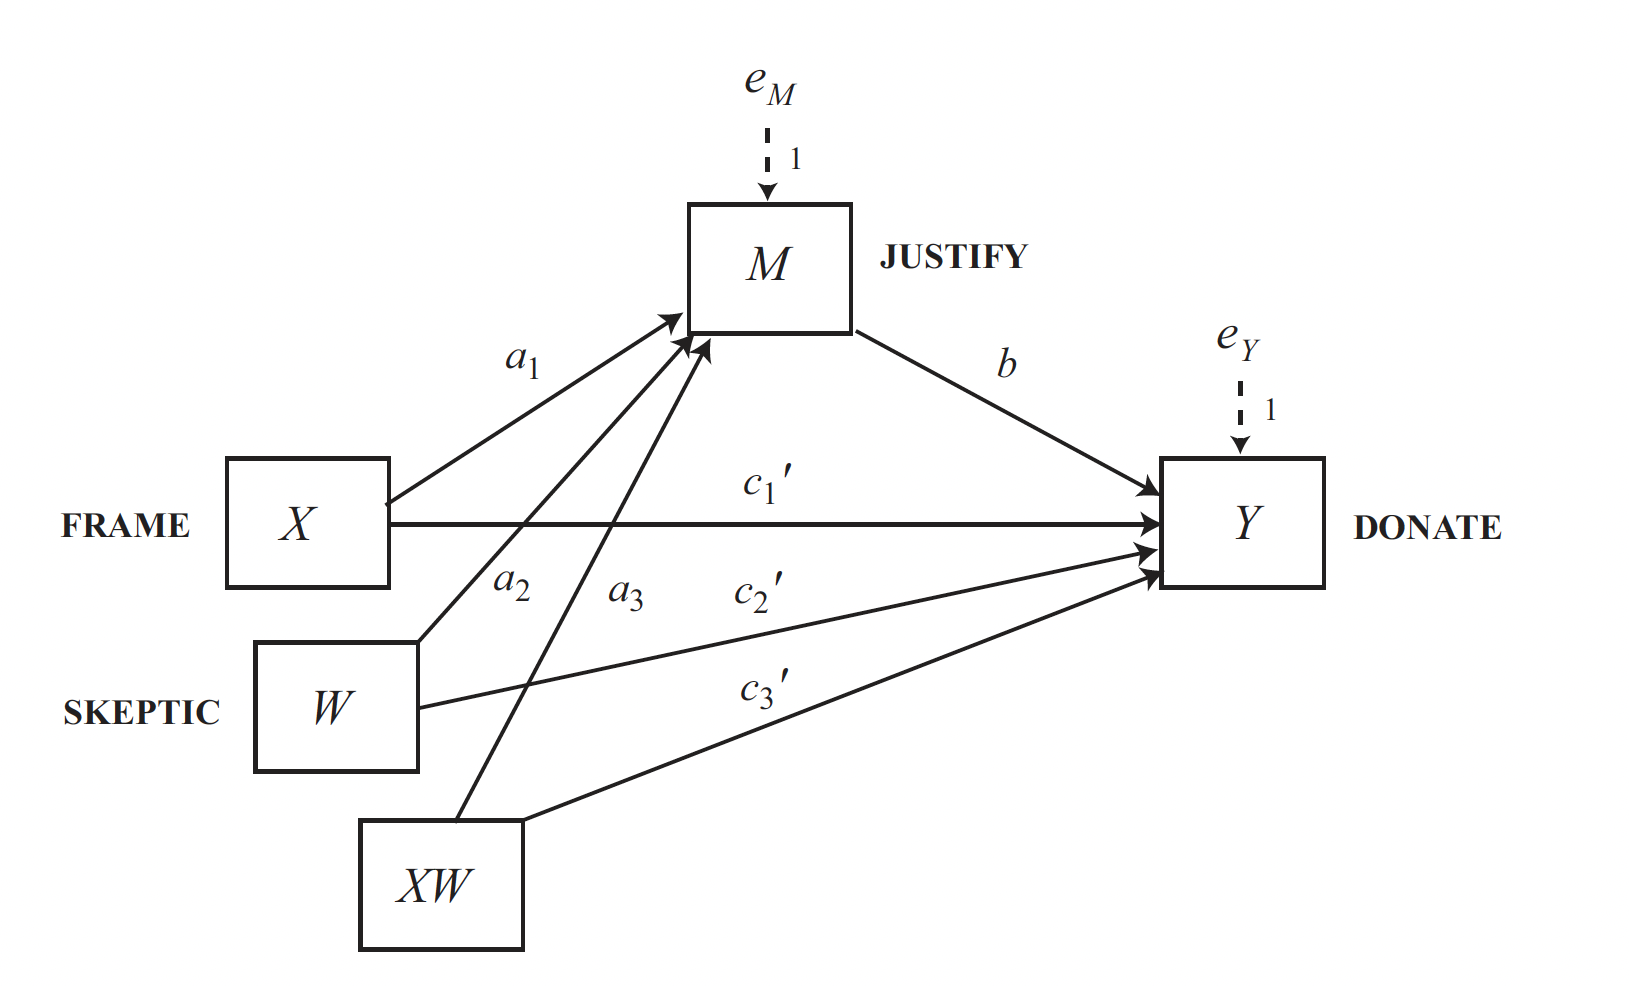 e_M
1
M
JUSTIFY
a_1
b
e_Y
1
c_1′
FRAME
X
Y
DONATE
a_2
a_3
c_2′
SKEPTIC
W
c_3′
XW